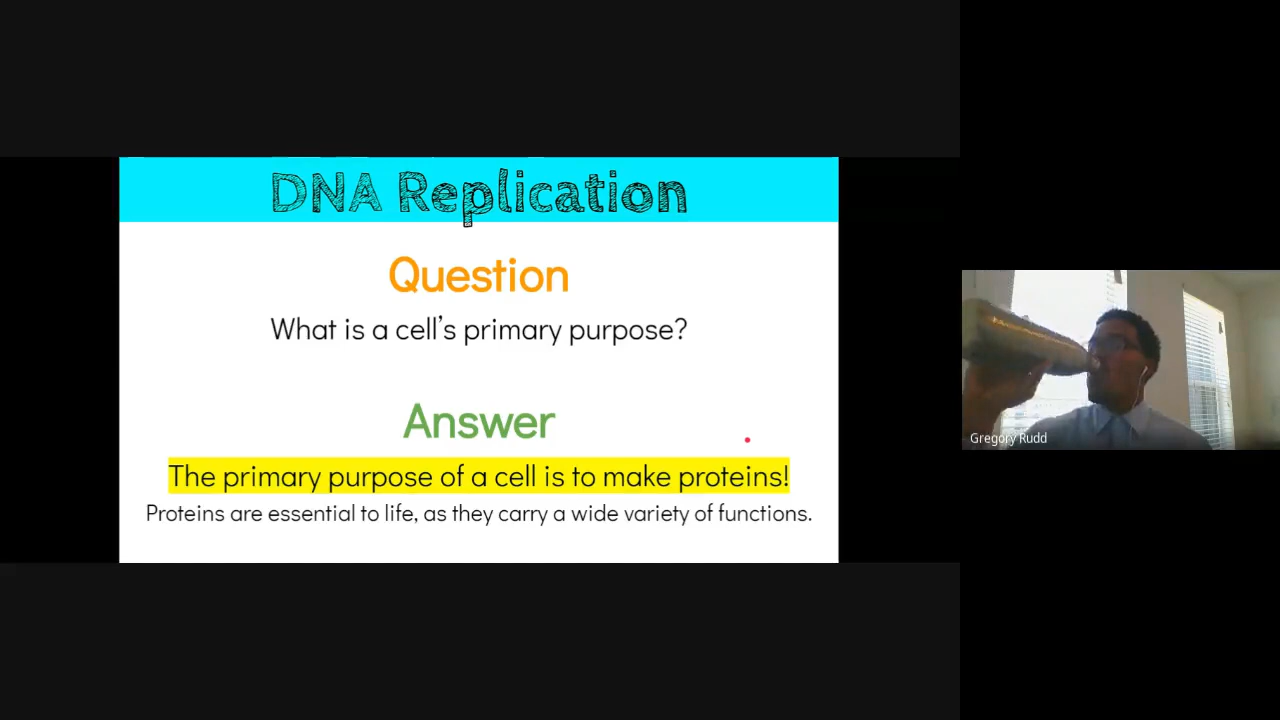 DNA Replication
Question
What is a cell's primary purpose?
Answer
The primary purpose of a cell is to make proteins!
Proteins are essential to life, as they carry a wide variety of functions.
Gregory Rudd